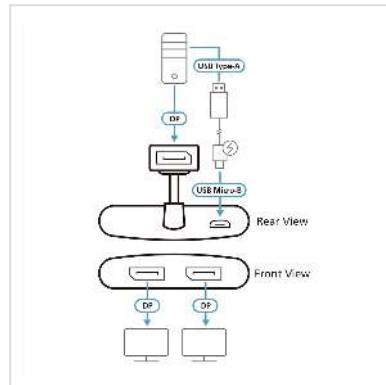 USB Type-A
DP
USB Micro-B
Rear View
Front View
DP
DP